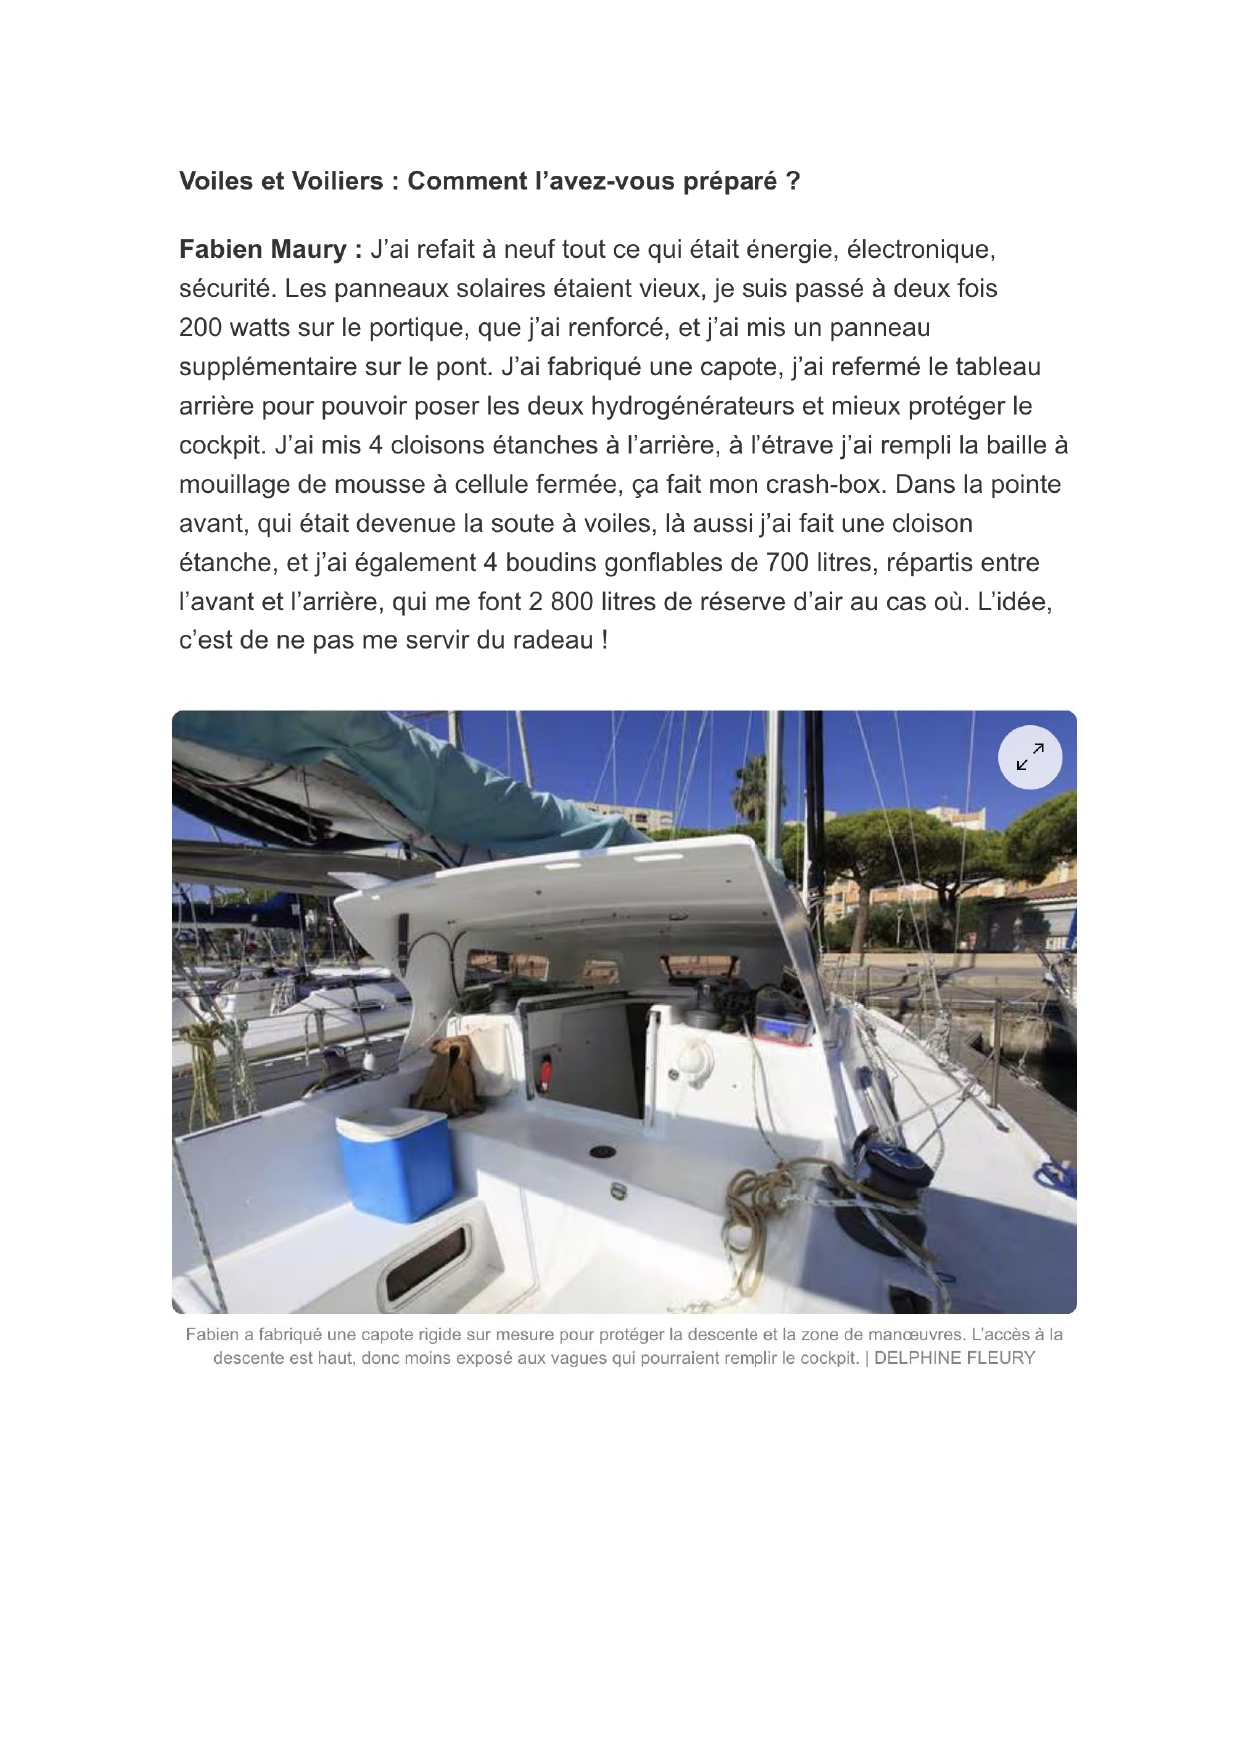 Voiles et Voiliers : Comment l’avez-vous préparé ?
Fabien Maury : J’ai refait à neuf tout ce qui était énergie, électronique,
sécurité. Les panneaux solaires étaient vieux, je suis passé à deux fois
200 watts sur le portique, que j’ai renforcé, et j’ai mis un panneau
supplémentaire sur le pont. J’ai fabriqué une capote, j’ai refermé le tableau
arrière pour pouvoir poser les deux hydrogénérateurs et mieux protéger le
cockpit. J’ai mis 4 cloisons étanches à l’arrière, à l’étrave j’ai rempli la baille à
mouillage de mousse à cellule fermée, ça fait mon crash-box. Dans la pointe
avant, qui était devenue la soute à voiles, là aussi j’ai fait une cloison
étanche, et j’ai également 4 boudins gonflables de 700 litres, répartis entre
l’avant et l’arrière, qui me font 2 800 litres de réserve d’air au cas où. L’idée,
c’est de ne pas me servir du radeau !
Fabien a fabriqué une capote rigide sur mesure pour protéger la descente et la zone de manœuvres. L’accès à la
descente est haut, donc moins exposé aux vagues qui pourraient remplir le cockpit. | DELPHINE FLEURY